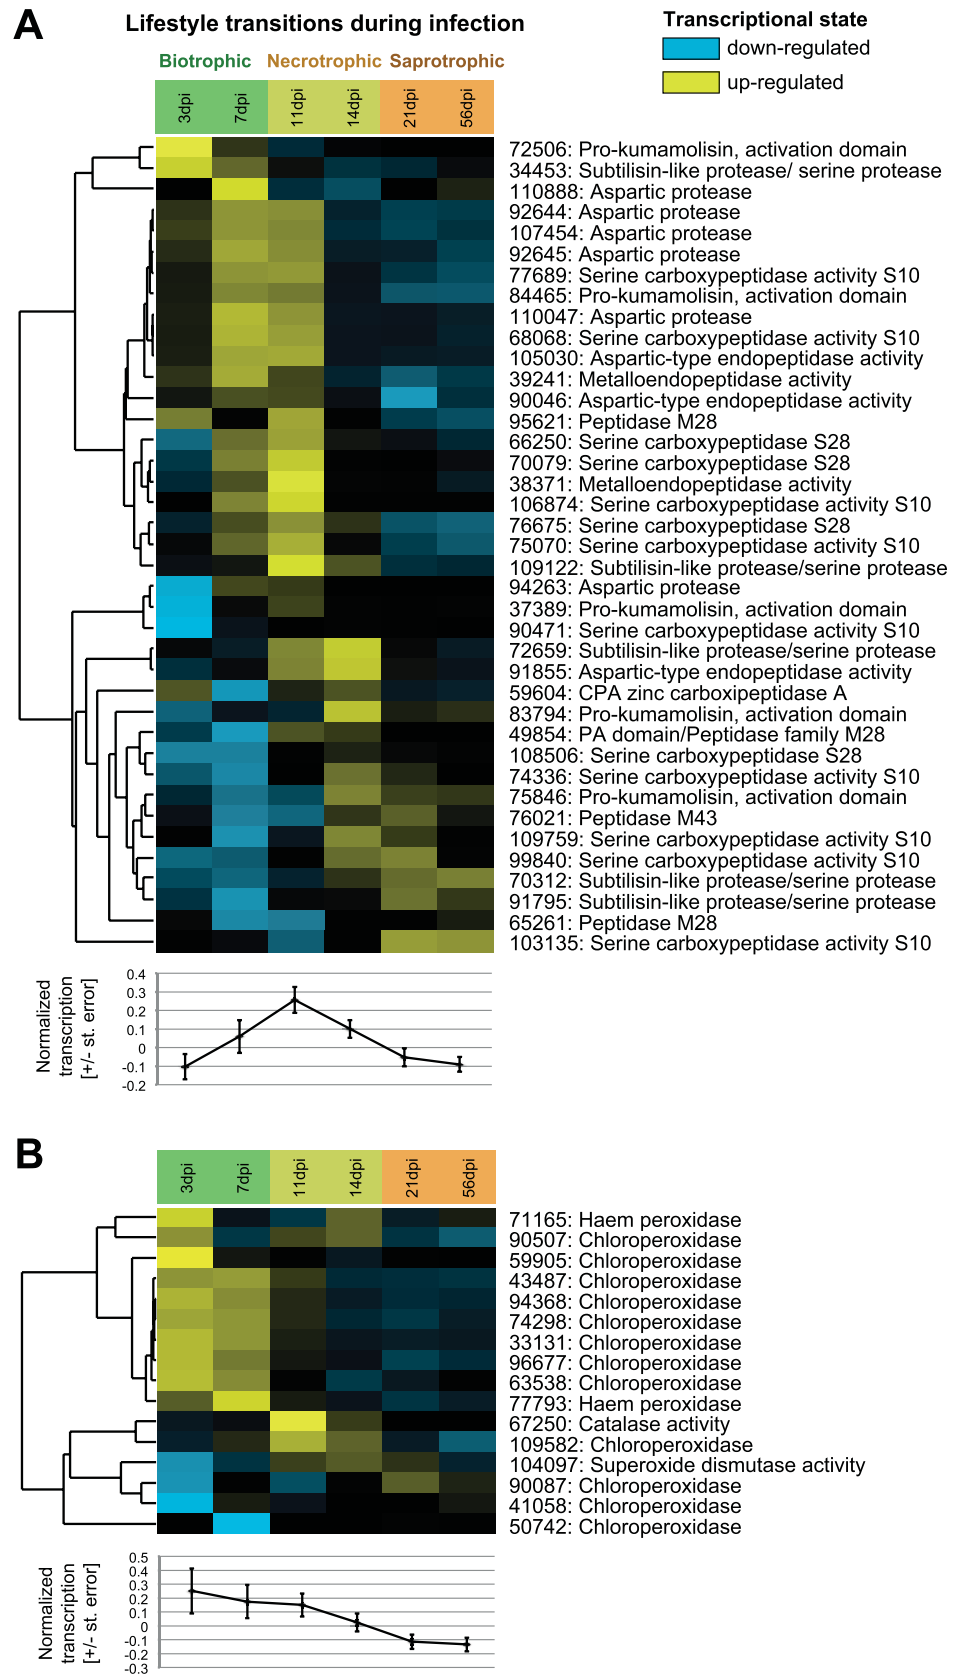 A
Lifestyle transitions during infection
Transcriptional state
down-regulated
up-regulated
Biotrophic Necrotrophic Saprotrophic
3dpi 7dpi 11dpi 14dpi 21dpi 56dpi
72506: Pro-kumamolisin, activation domain
34453: Subtilisin-like protease/ serine protease
110888: Aspartic protease
92644: Aspartic protease
107454: Aspartic protease
92645: Aspartic protease
77689: Serine carboxypeptidase activity S10
84465: Pro-kumamolisin, activation domain
110047: Aspartic protease
68068: Serine carboxypeptidase activity S10
105030: Aspartic-type endopeptidase activity
39241: Metalloendopeptidase activity
90046: Aspartic-type endopeptidase activity
95621: Peptidase M28
66250: Serine carboxypeptidase S28
70079: Serine carboxypeptidase S28
38371: Metalloendopeptidase activity
106874: Serine carboxypeptidase activity S10
76675: Serine carboxypeptidase S28
75070: Serine carboxypeptidase activity S10
109122: Subtilisin-like protease/serine protease
94263: Aspartic protease
37389: Pro-kumamolisin, activation domain
90471: Serine carboxypeptidase activity S10
72659: Subtilisin-like protease/serine protease
91855: Aspartic-type endopeptidase activity
59604: CPA zinc carboxipeptidase A
83794: Pro-kumamolisin, activation domain
49854: PA domain/Peptidase family M28
108506: Serine carboxypeptidase S28
74336: Serine carboxypeptidase activity S10
75846: Pro-kumamolisin, activation domain
76021: Peptidase M43
109759: Serine carboxypeptidase activity S10
99840: Serine carboxypeptidase activity S10
70312: Subtilisin-like protease/serine protease
91795: Subtilisin-like protease/serine protease
65261: Peptidase M28
103135: Serine carboxypeptidase activity S10
Normalized
transcription
[+/- st. error]
0.4
0.3
0.2
0.1
0
-0.1
-0.2
B
3dpi 7dpi 11dpi 14dpi 21dpi 56dpi
71165: Haem peroxidase
90507: Chloroperoxidase
59905: Chloroperoxidase
43487: Chloroperoxidase
94368: Chloroperoxidase
74298: Chloroperoxidase
33131: Chloroperoxidase
96677: Chloroperoxidase
63538: Chloroperoxidase
77793: Haem peroxidase
67250: Catalase activity
109582: Chloroperoxidase
104097: Superoxide dismutase activity
90087: Chloroperoxidase
41058: Chloroperoxidase
50742: Chloroperoxidase
Normalized
transcription
[+/- st. error]
0.5
0.4
0.3
0.2
0.1
0
-0.1
-0.2
-0.3